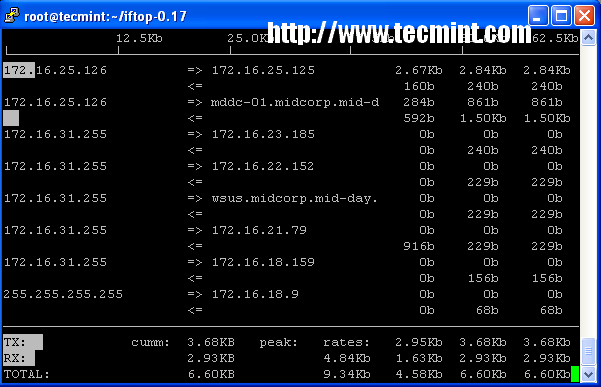 root@tecmint:~/iftop-0.17
http://www.tecmint.com
12.5Kb 25.0K 62.5Kb
172.16.25.126 => 172.16.25.125 2.67Kb 2.84Kb 2.84Kb
<= 160b 240b 240b
172.16.25.126 => mddc-01.midcorp.mid-d 284b 861b 861b
<= 592b 1.50Kb 1.50Kb
172.16.31.255 => 172.16.23.185 0b 0b 0b
<= 0b 240b 240b
172.16.31.255 => 172.16.22.152 0b 0b 0b
<= 0b 229b 229b
172.16.31.255 => wsus.midcorp.mid-day. 0b 0b 0b
<= 0b 229b 229b
172.16.31.255 => 172.16.21.79 0b 0b 0b
<= 916b 229b 229b
172.16.31.255 => 172.16.18.159 0b 0b 0b
<= 0b 156b 156b
255.255.255.255 => 172.16.18.9 0b 0b 0b
<= 0b 68b 68b
TX: cumm: 3.68KB peak: rates: 2.95Kb 3.68Kb 3.68Kb
RX: 2.93KB 4.84Kb 1.63Kb 2.93Kb 2.93Kb
TOTAL: 6.60KB 9.34Kb 4.58Kb 6.60Kb 6.60Kb